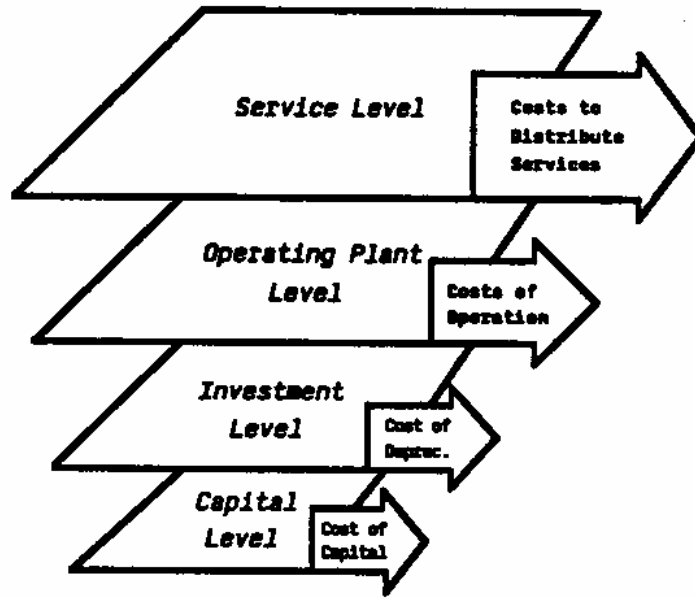 Service Level
Costs to
Distribute
Services
Operating Plant
Level
Costs of
Operation
Investment
Level
Cost of
Deprec.
Capital
Level
Cost of
Capital